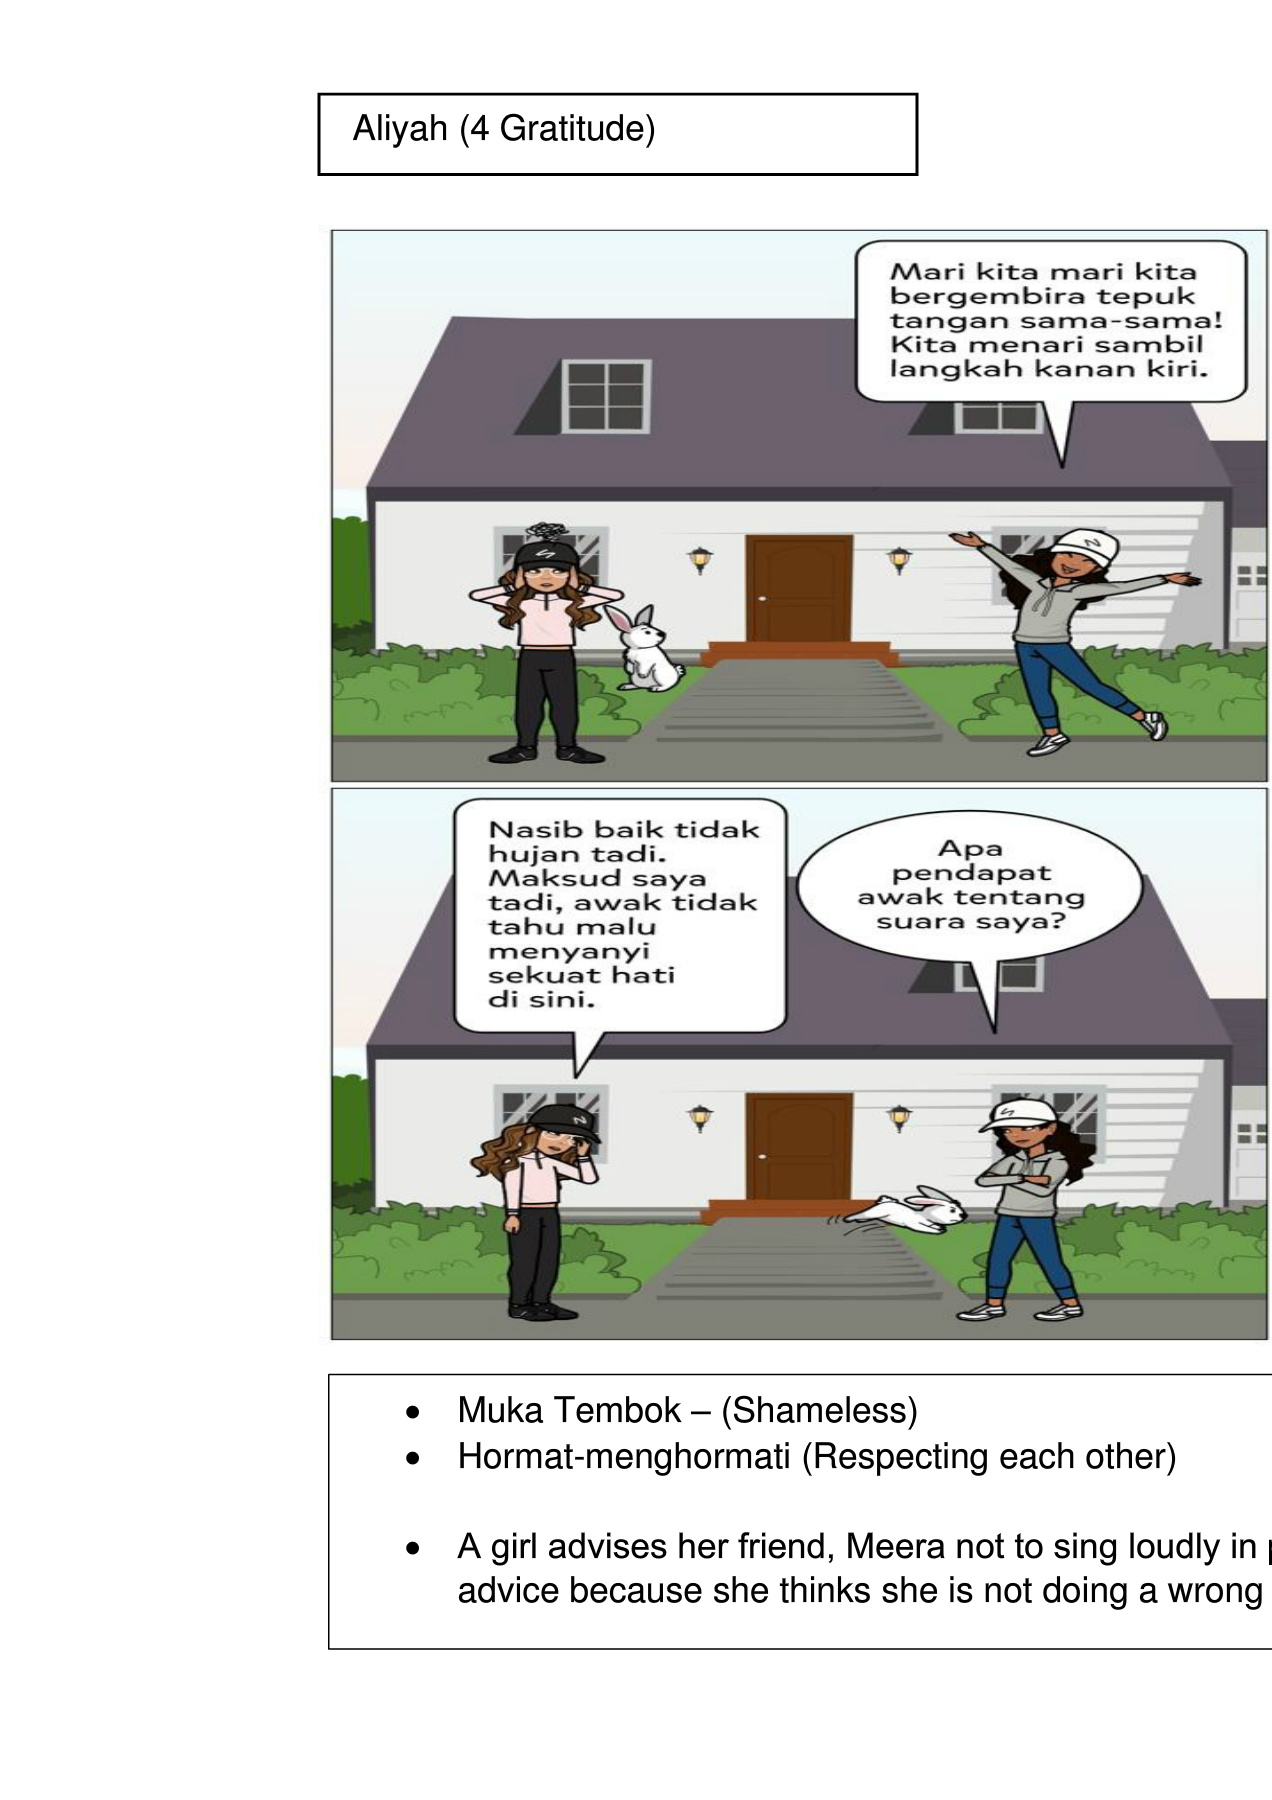 Aliyah (4 Gratitude)
Mari kita mari kita
bergembira tepuk
tangan sama-sama!
Kita menari sambil
langkah kanan kiri.
Nasib baik tidak
hujan tadi.
Maksud saya
tadi, awak tidak
tahu malu
menyanyi
sekuat hati
di sini.
Apa
pendapat
awak tentang
suara saya?
• Muka Tembok – (Shameless)
• Hormat-menghormati (Respecting each other)
• A girl advises her friend, Meera not to sing loudly in
advice because she thinks she is not doing a wrong